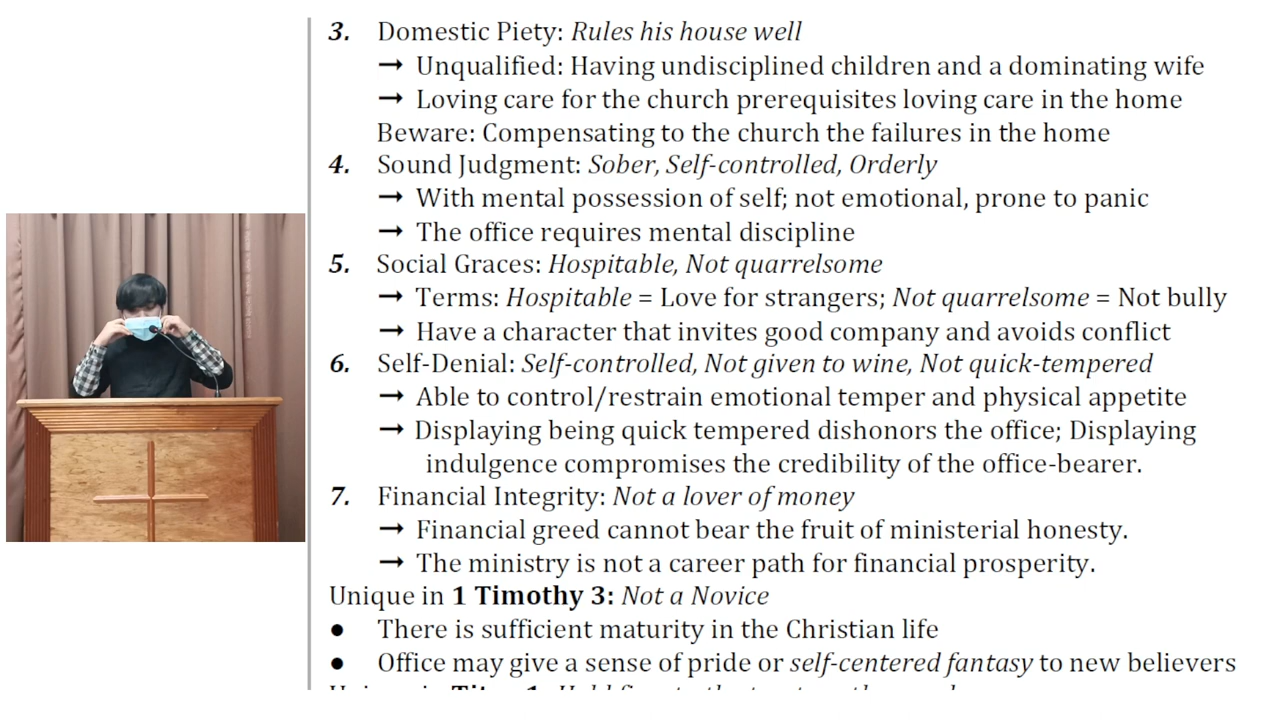 3. Domestic Piety: Rules his house well
→ Unqualified: Having undisciplined children and a dominating wife
→ Loving care for the church prerequisites loving care in the home
Beware: Compensating to the church the failures in the home
4. Sound Judgment: Sober, Self-controlled, Orderly
→ With mental possession of self; not emotional, prone to panic
→ The office requires mental discipline
5. Social Graces: Hospitable, Not quarrelsome
→ Terms: Hospitable = Love for strangers; Not quarrelsome = Not bully
→ Have a character that invites good company and avoids conflict
6. Self-Denial: Self-controlled, Not given to wine, Not quick-tempered
→ Able to control/restrain emotional temper and physical appetite
→ Displaying being quick tempered dishonors the office; Displaying
indulgence compromises the credibility of the office-bearer.
7. Financial Integrity: Not a lover of money
→ Financial greed cannot bear the fruit of ministerial honesty.
→ The ministry is not a career path for financial prosperity.
Unique in 1 Timothy 3: Not a Novice
● There is sufficient maturity in the Christian life
● Office may give a sense of pride or self-centered fantasy to new believers